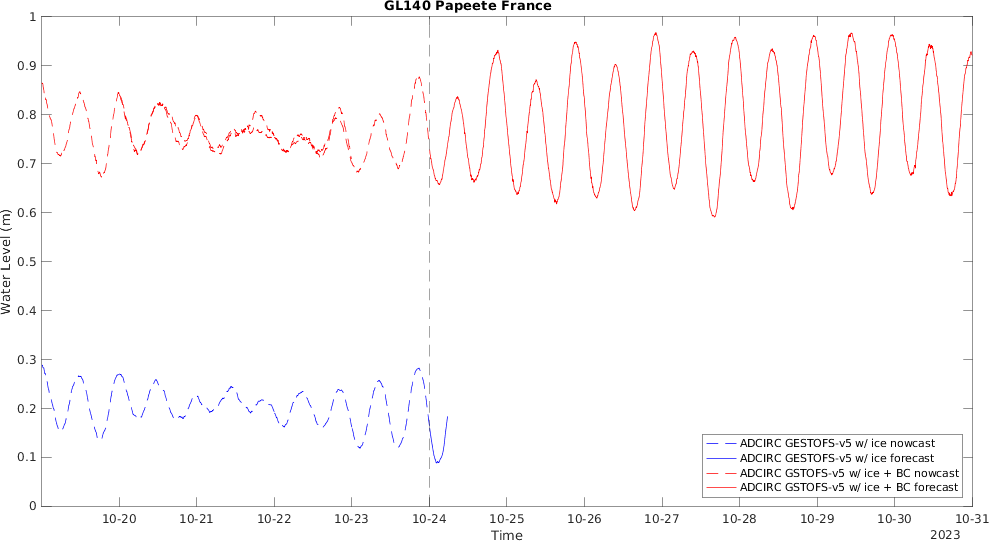 GL140 Papeete France
1
0.9
0.8
0.7
0.6
0.5
0.4
0.3
0.2
0.1
0
Water Level (m)
10-20 10-21 10-22 10-23 10-24 10-25 10-26 10-27 10-28 10-29 10-30 10-31
Time
2023
ADCIRC GESTOFS-v5 w/ ice nowcast
ADCIRC GESTOFS-v5 w/ ice forecast
ADCIRC GSTOFS-v5 w/ ice + BC nowcast
ADCIRC GSTOFS-v5 w/ ice + BC forecast